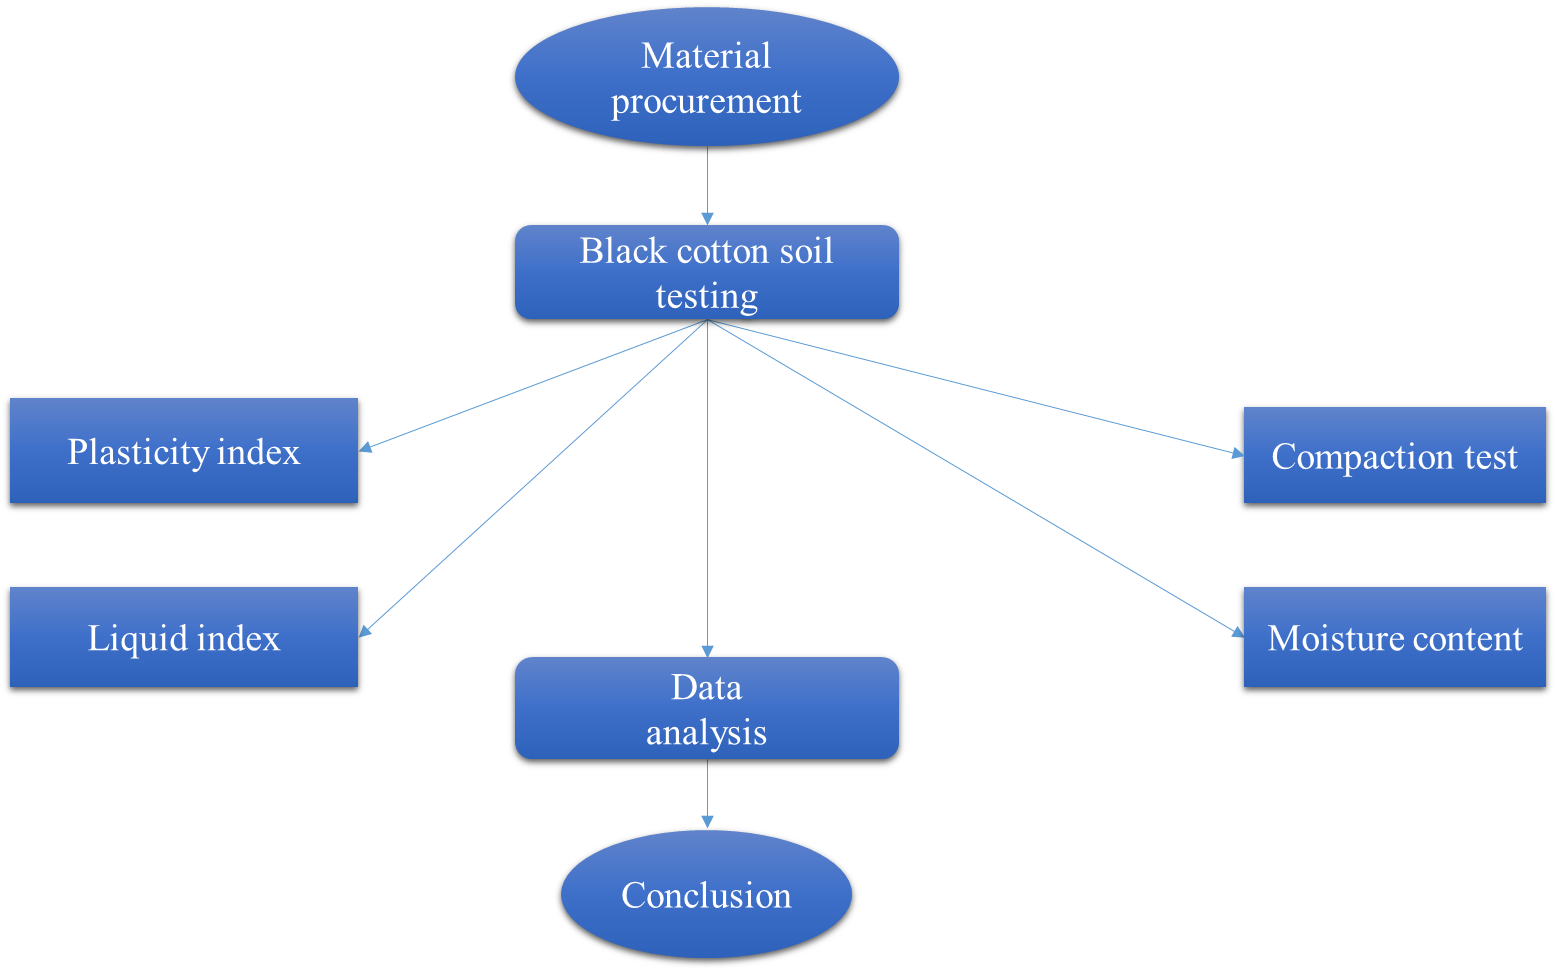 Material
procurement
Black cotton soil
testing
Plasticity index
Compaction test
Liquid index
Moisture content
Data
analysis
Conclusion